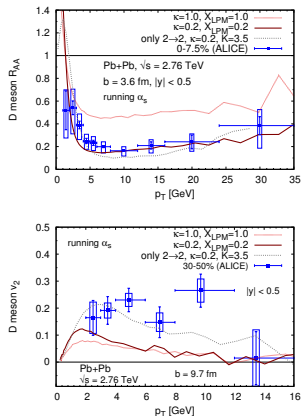 κ=1.0, X_LPM=1.0
κ=0.2, X_LPM=0.2
only 2→2, κ=0.2, K=3.5
0-7.5% (ALICE)
Pb+Pb, √s = 2.76 TeV
b = 3.6 fm, |y| < 0.5
running α_s
D meson R_AA
1.4
1.2
1
0.8
0.6
0.4
0.2
0
0 5 10 15 20 25 30 35
p_T [GeV]
κ=1.0, X_LPM=1.0
κ=0.2, X_LPM=0.2
only 2→2, κ=0.2, K=3.5
30-50% (ALICE)
running α_s
|y| < 0.5
Pb+Pb
√s = 2.76 TeV
b = 9.7 fm
D meson v_2
0.4
0.3
0.2
0.1
0
0 2 4 6 8 10 12 14 16
p_T [GeV]